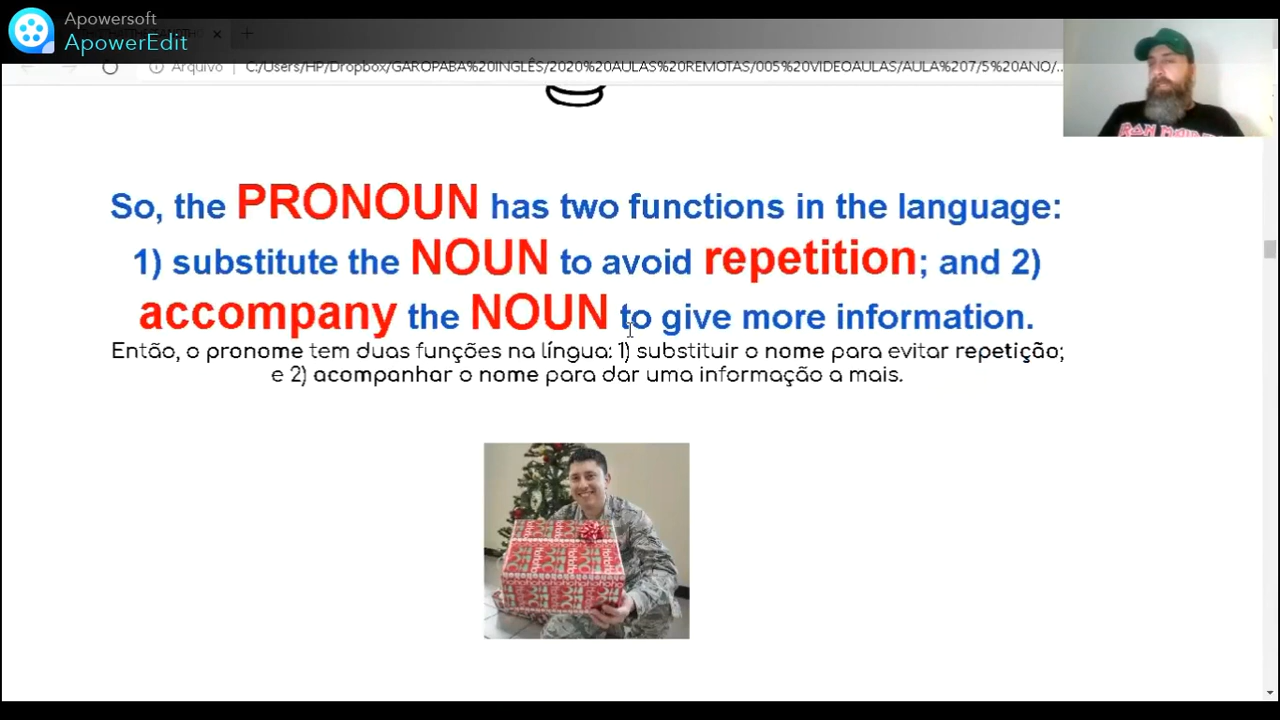 Apowersoft
ApowerEdit
Arquivo
C:/Users/HP/Dropbox/GAROPABA%20INGLÊS/2020%20AULAS%20REMOTAS/005%20VIDEOAULAS/AULA%207/5%20ANO/...
IRON MAIDEN
So, the PRONOUN has two functions in the language:
1) substitute the NOUN to avoid repetition; and 2)
accompany the NOUN to give more information.
Então, o pronome tem duas funções na língua: 1) substituir o nome para evitar repetição;
e 2) acompanhar o nome para dar uma informação a mais.